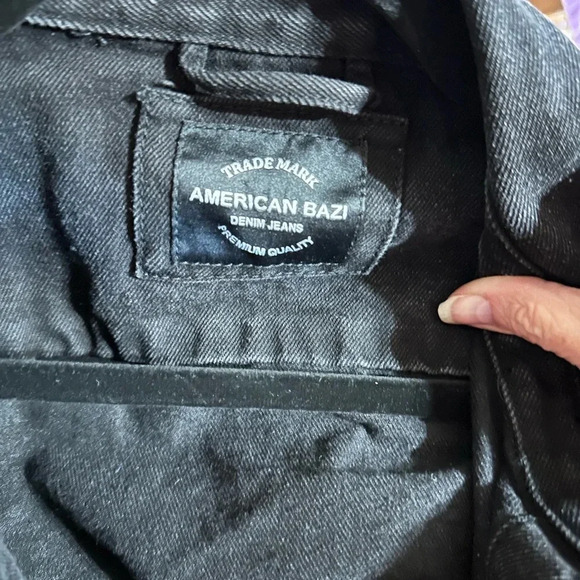 TRADE MARK
AMERICAN BAZI
DENIM JEANS
PREMIUM QUALITY